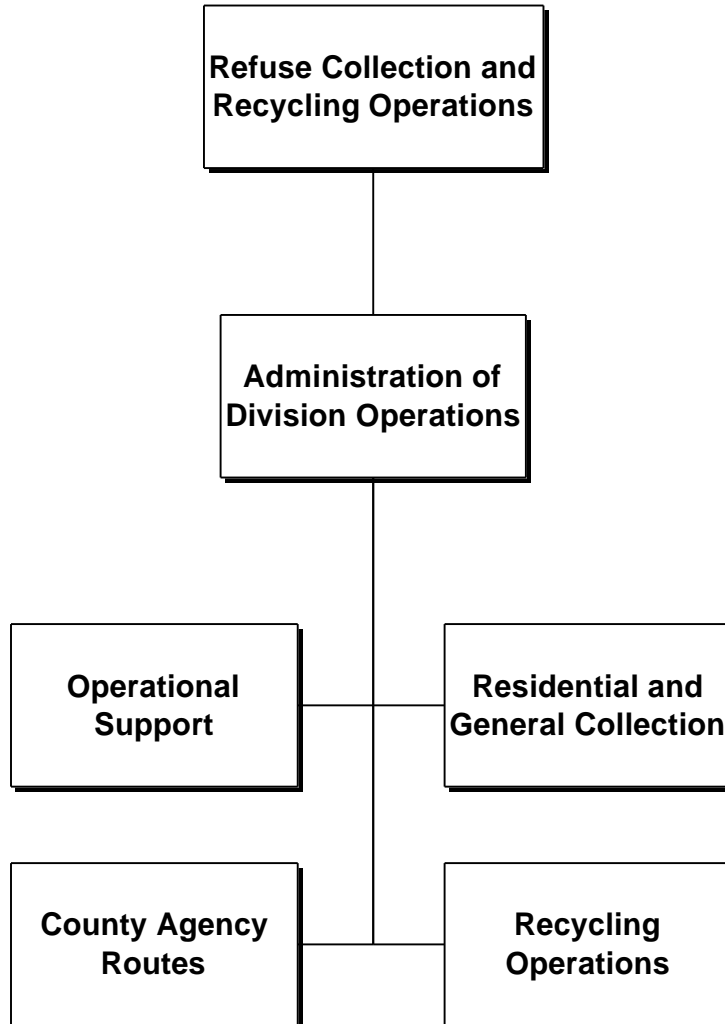 Refuse Collection and
Recycling Operations
Administration of
Division Operations
Operational
Support
Residential and
General Collection
County Agency
Routes
Recycling
Operations